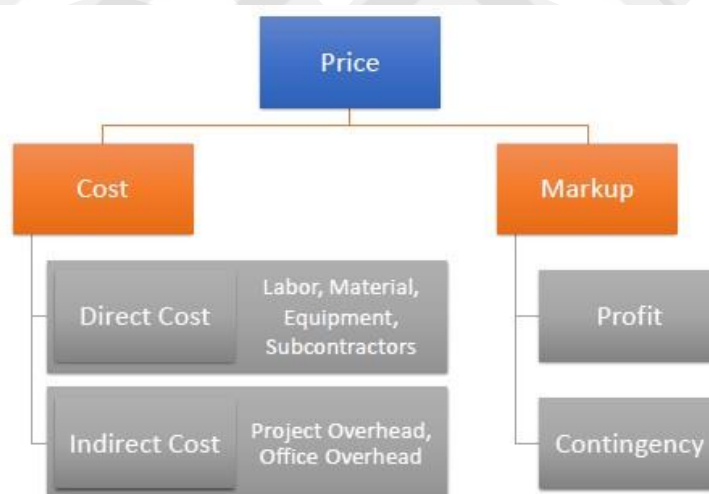 Price
Cost
Markup
Direct Cost
Labor, Material,
Equipment,
Subcontractors
Profit
Indirect Cost
Project Overhead,
Office Overhead
Contingency